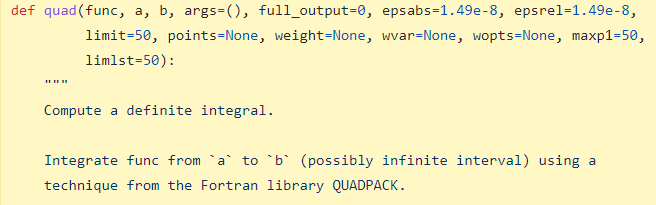 def quad(func, a, b, args=(), full_output=0, epsabs=1.49e-8, epsrel=1.49e-8,
         limit=50, points=None, weight=None, wvar=None, wopts=None, maxp1=50,
         limlst=50):
    """
    Compute a definite integral.

    Integrate func from `a` to `b` (possibly infinite interval) using a
    technique from the Fortran library QUADPACK.